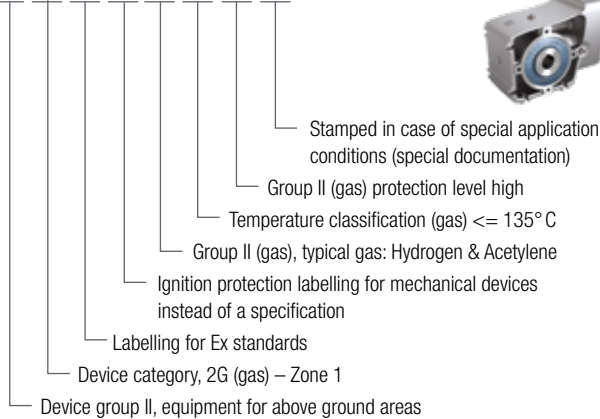 Stamped in case of special application
conditions (special documentation)
Group II (gas) protection level high
Temperature classification (gas) <= 135° C
Group II (gas), typical gas: Hydrogen & Acetylene
Ignition protection labelling for mechanical devices
instead of a specification
Labelling for Ex standards
Device category, 2G (gas) – Zone 1
Device group II, equipment for above ground areas